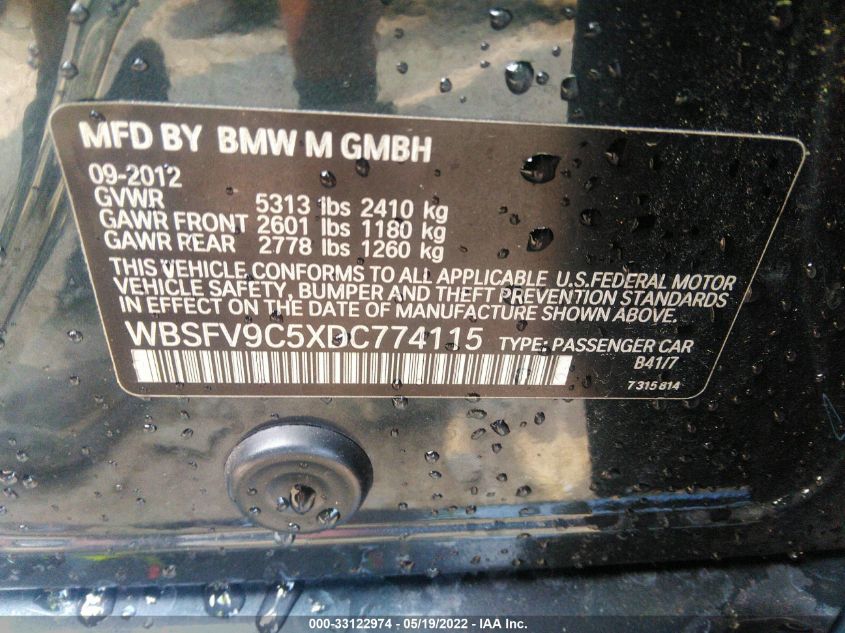 MFD BY BMW M GMBH
09-2012
GVWR 5313 lbs 2410 kg
GAWR FRONT 2601 lbs 1180 kg
GAWR REAR 2778 lbs 1260 kg
THIS VEHICLE CONFORMS TO ALL APPLICABLE U.S.FEDERAL MOTOR
VEHICLE SAFETY, BUMPER AND THEFT PREVENTION STANDARDS
IN EFFECT ON THE DATE OF MANUFACTURE SHOWN ABOVE.
WBSFV9C5XDC774115 TYPE: PASSENGER CAR
B41/7
7315814
000-33122974 - 05/19/2022 - IAA Inc.